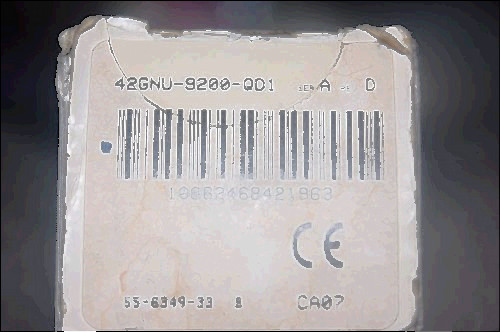 42GNU-9200-QD1 SER A D
10662468421963
CE
55-6349-33 CA07